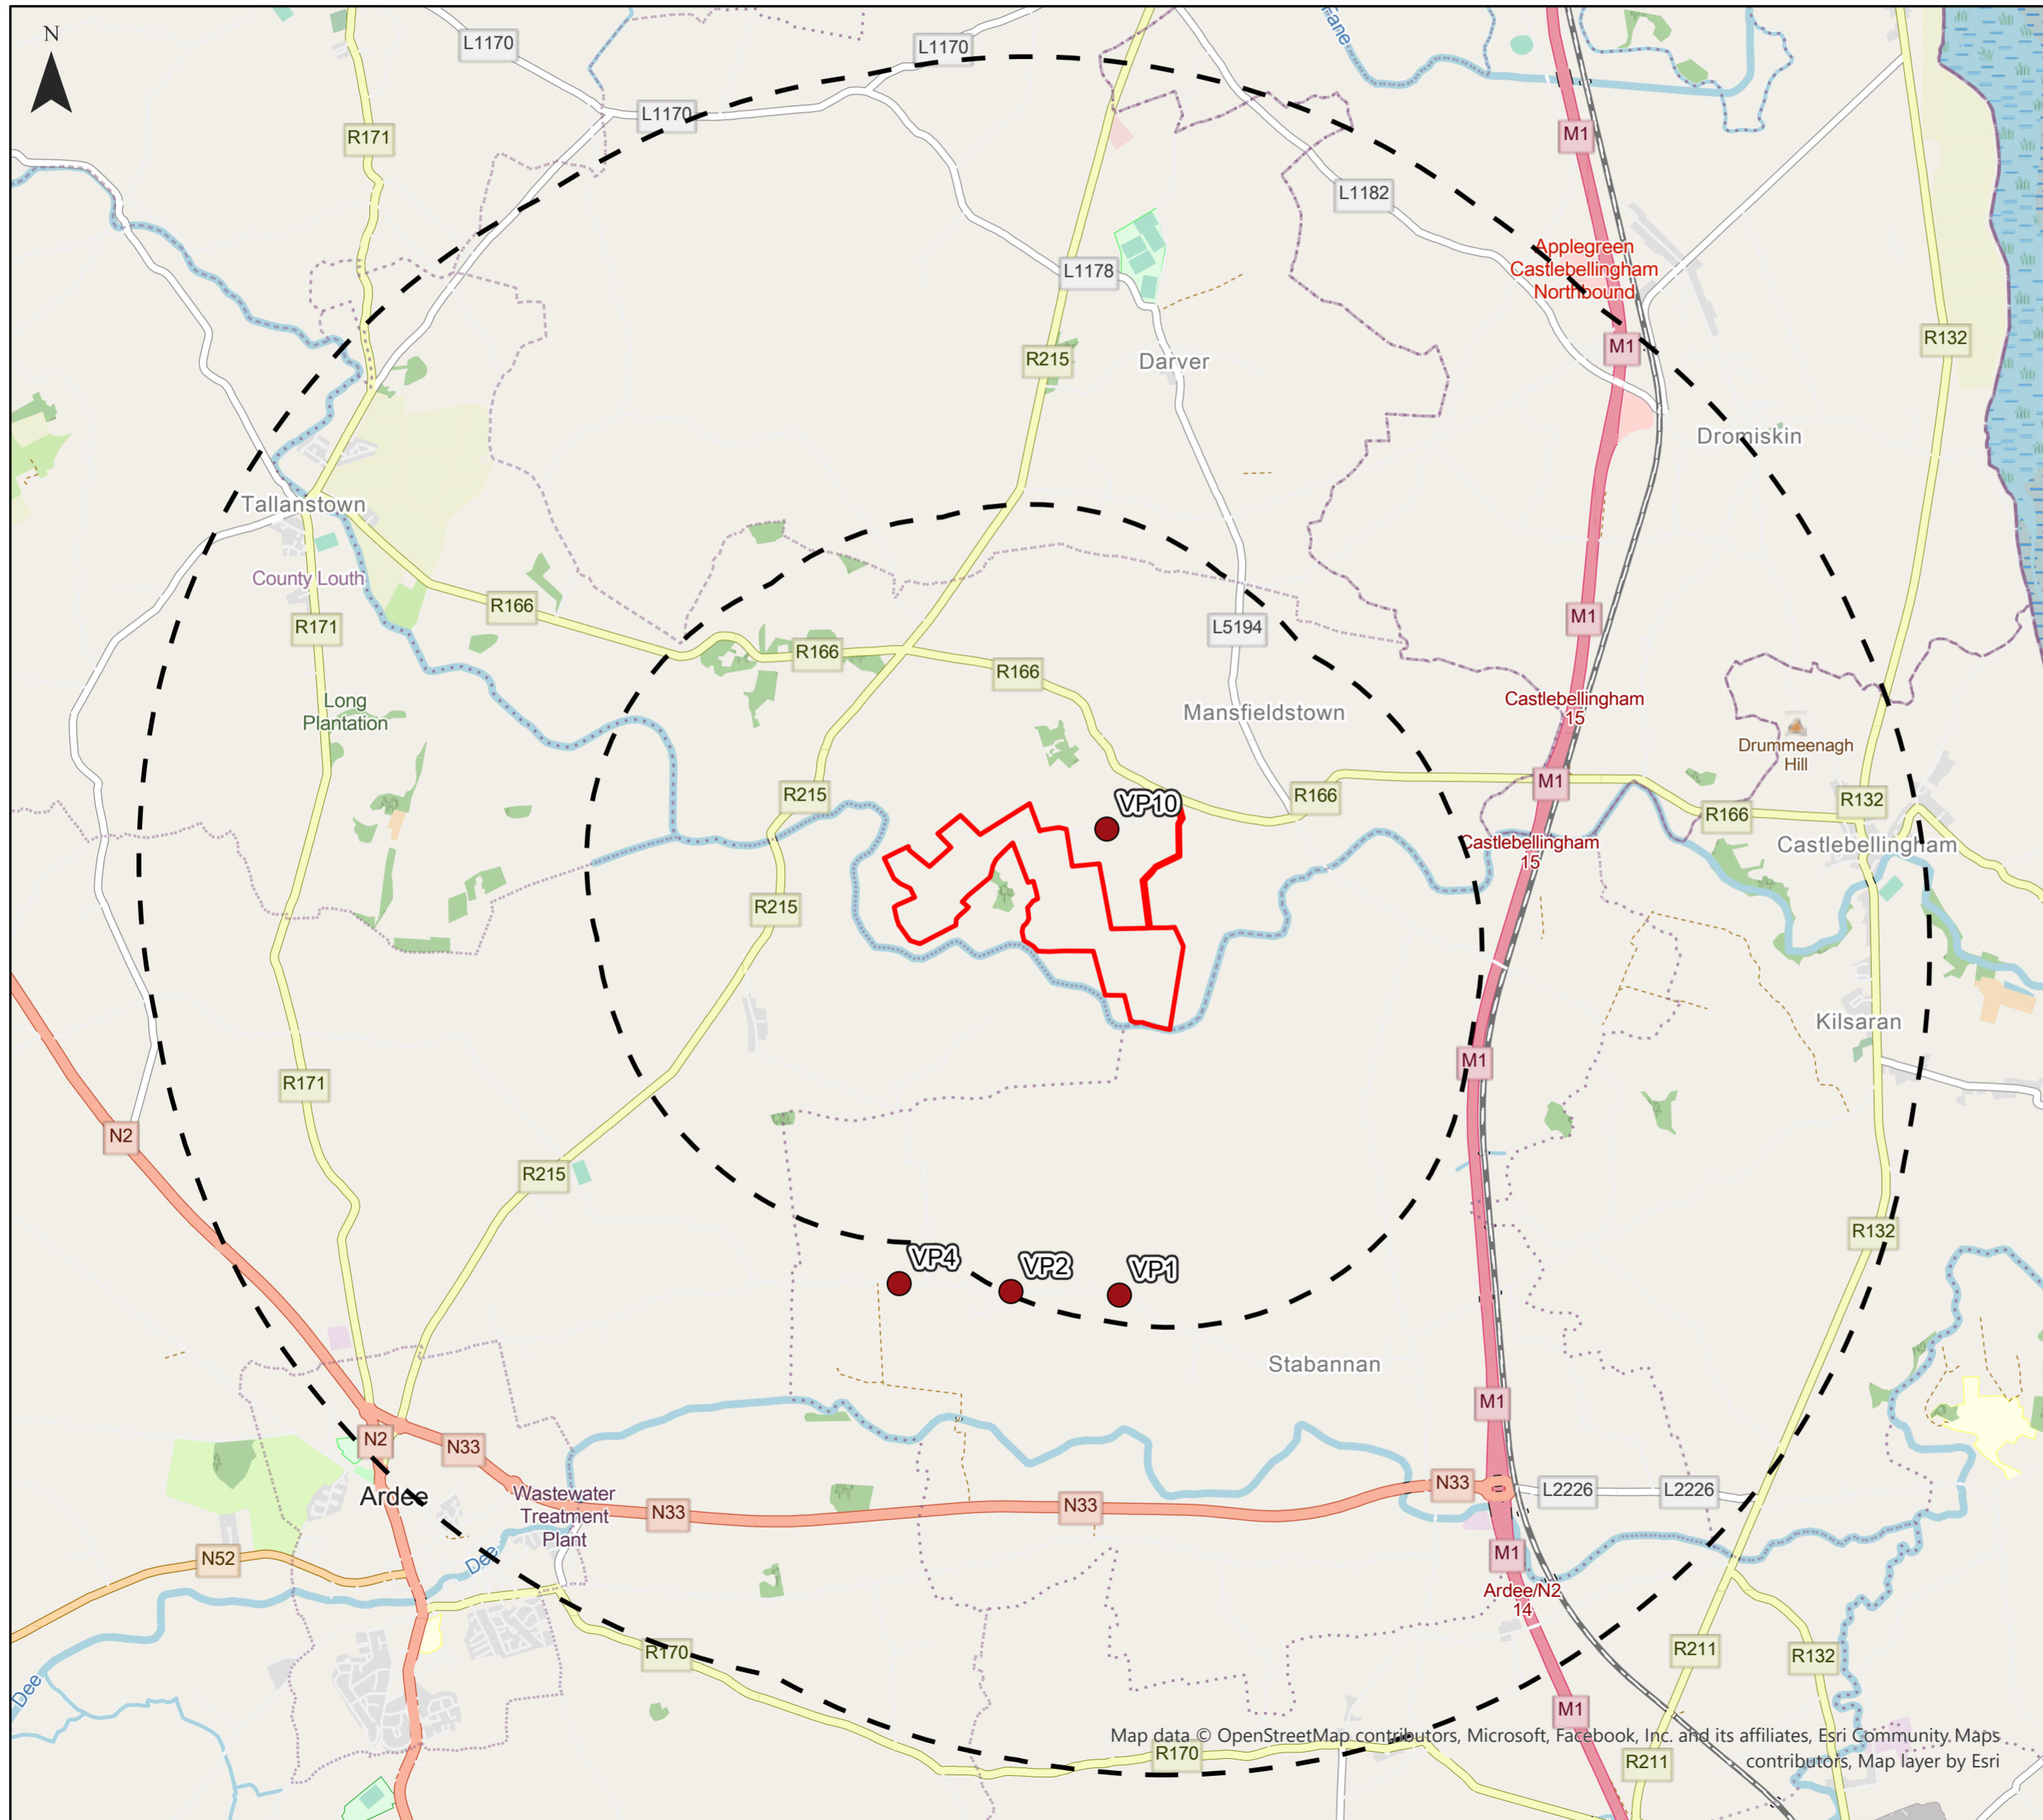 N
L1170
L1170
L1170
R171
Fane
M1
L1182
Applegreen
Castlebellingham
Northbound
L1178
M1
R132
R215
Darver
Dromiskin
Tallanstown
County Louth
R166
R171
R166
R166
L5194
M1
Long
Plantation
Mansfieldstown
Castlebellingham
15
Drummeenagh
Hill
R215
VP10
R166
M1
R166
R132
Castlebellingham
15
Castlebellingham
R215
Kilsaran
R171
M1
N2
R215
R132
VP4
VP2
VP1
Stabannan
M1
N2
N33
Ardee
Wastewater
Treatment
Plant
N33
N33
N33
L2226
L2226
N52
Dee
M1
Ardee/N2
14
R170
R211
R132
Dee
M1
Map data © OpenStreetMap contributors, Microsoft, Facebook, Inc. and its affiliates, Esri Community Maps
contributors, Map layer by Esri
R170
R211